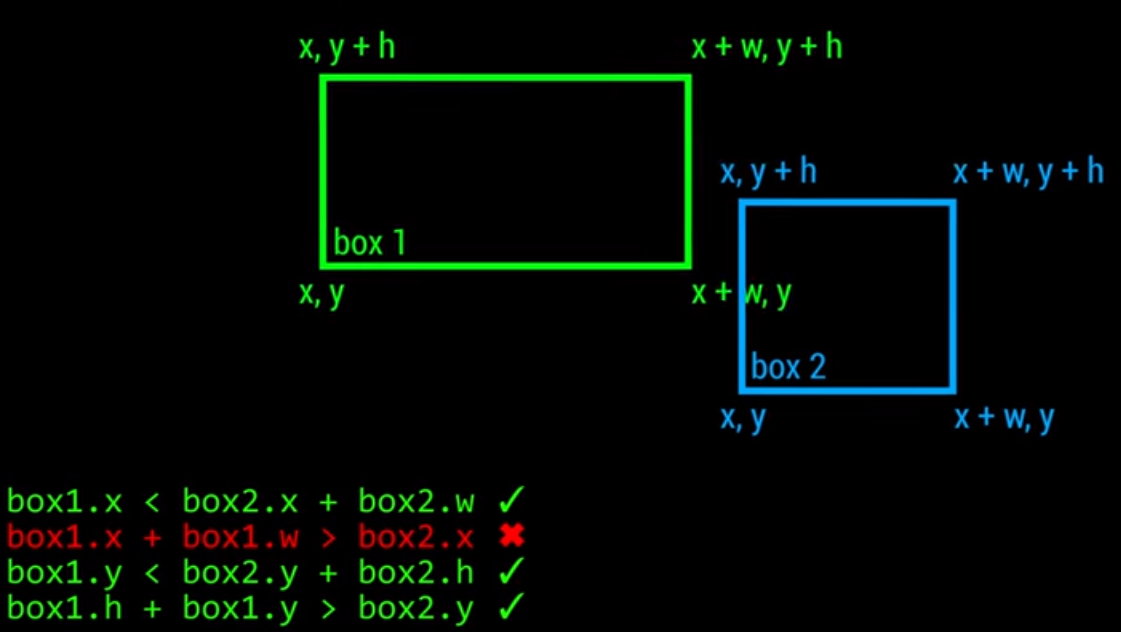 x, y + h
x + w, y + h
x, y + h
x + w, y + h
box 1
x, y
x + w, y
box 2
x, y
x + w, y
box1.x < box2.x + box2.w ✓
box1.x + box1.w > box2.x ✖
box1.y < box2.y + box2.h ✓
box1.h + box1.y > box2.y ✓